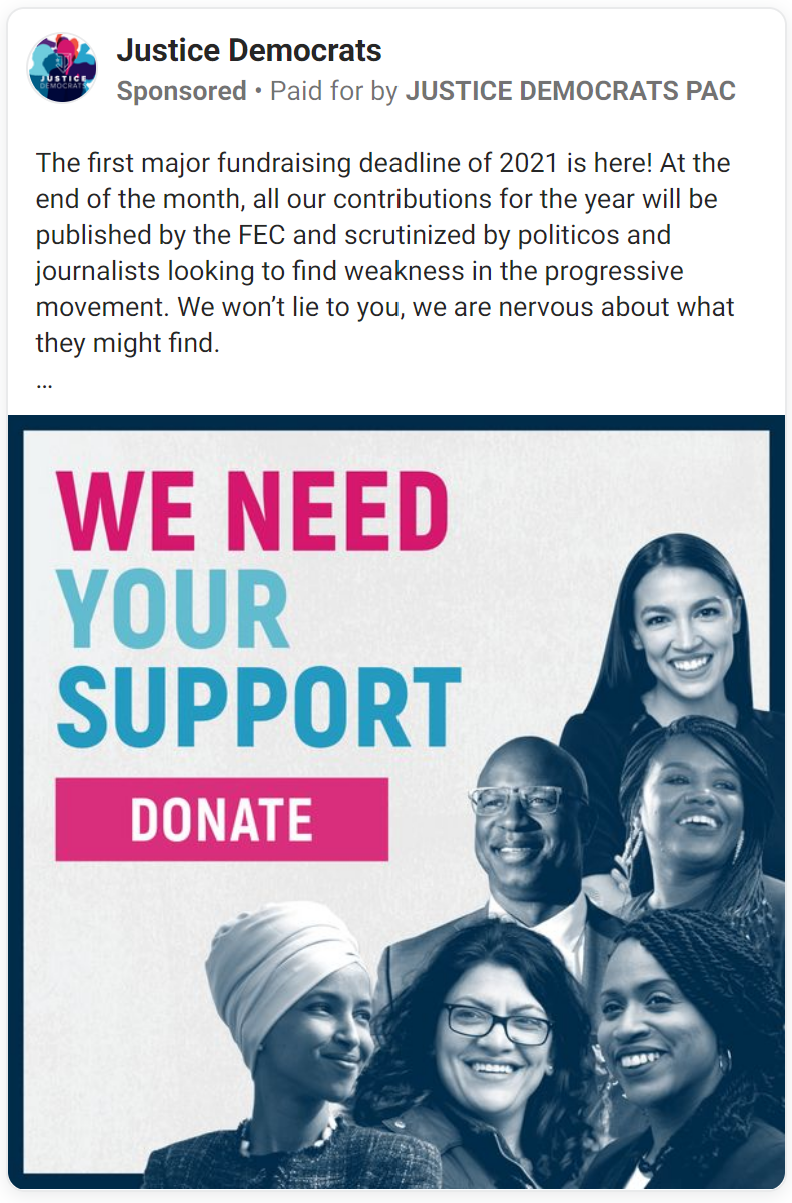 Justice Democrats
Sponsored • Paid for by JUSTICE DEMOCRATS PAC
JUSTICE
DEMOCRATS
The first major fundraising deadline of 2021 is here! At the
end of the month, all our contributions for the year will be
published by the FEC and scrutinized by politicos and
journalists looking to find weakness in the progressive
movement. We won’t lie to you, we are nervous about what
they might find.
...
WE NEED
YOUR
SUPPORT
DONATE